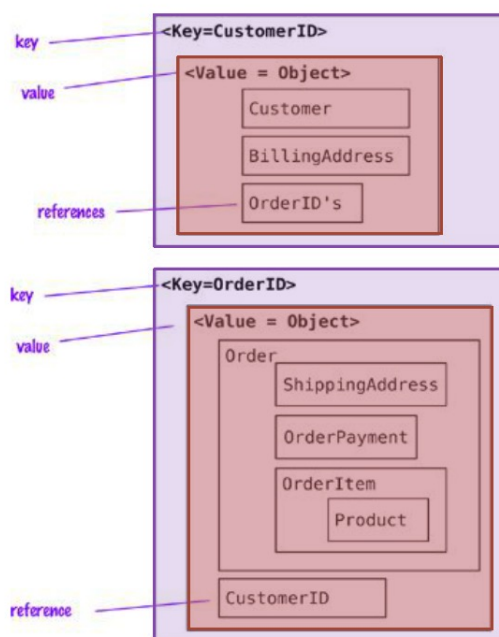 key
<Key=CustomerID>
value
<Value = Object>
Customer
BillingAddress
references
OrderID's
key
<Key=OrderID>
value
<Value = Object>
Order
ShippingAddress
OrderPayment
OrderItem
Product
reference
CustomerID